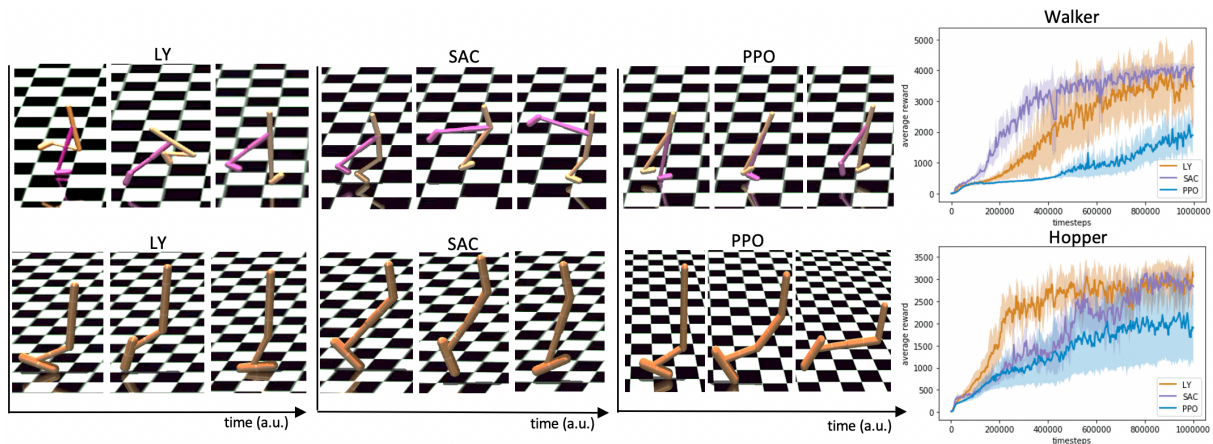 LY
SAC
PPO
LY
SAC
PPO
time (a.u.)
time (a.u.)
time (a.u.)
Walker
average reward
5000
4000
3000
2000
1000
0
LY
SAC
PPO
0
200000
400000
600000
800000
1000000
timesteps
Hopper
average reward
3500
3000
2500
2000
1500
1000
500
0
LY
SAC
PPO
0
200000
400000
600000
800000
1000000
timesteps